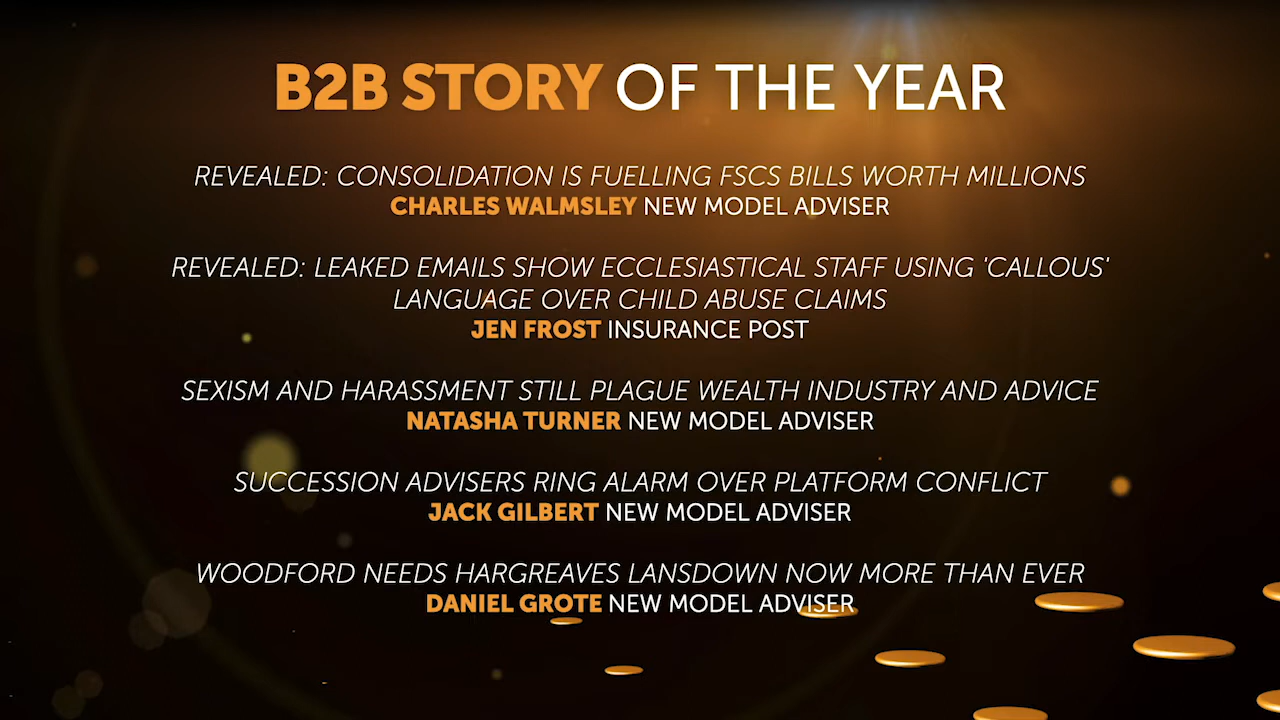 B2B STORY OF THE YEAR
REVEALED: CONSOLIDATION IS FUELLING FSCS BILLS WORTH MILLIONS
CHARLES WALMSLEY NEW MODEL ADVISER
REVEALED: LEAKED EMAILS SHOW ECCLESIASTICAL STAFF USING 'CALLOUS'
LANGUAGE OVER CHILD ABUSE CLAIMS
JEN FROST INSURANCE POST
SEXISM AND HARASSMENT STILL PLAGUE WEALTH INDUSTRY AND ADVICE
NATASHA TURNER NEW MODEL ADVISER
SUCCESSION ADVISERS RING ALARM OVER PLATFORM CONFLICT
JACK GILBERT NEW MODEL ADVISER
WOODFORD NEEDS HARGREAVES LANSDOWN NOW MORE THAN EVER
DANIEL GROTE NEW MODEL ADVISER